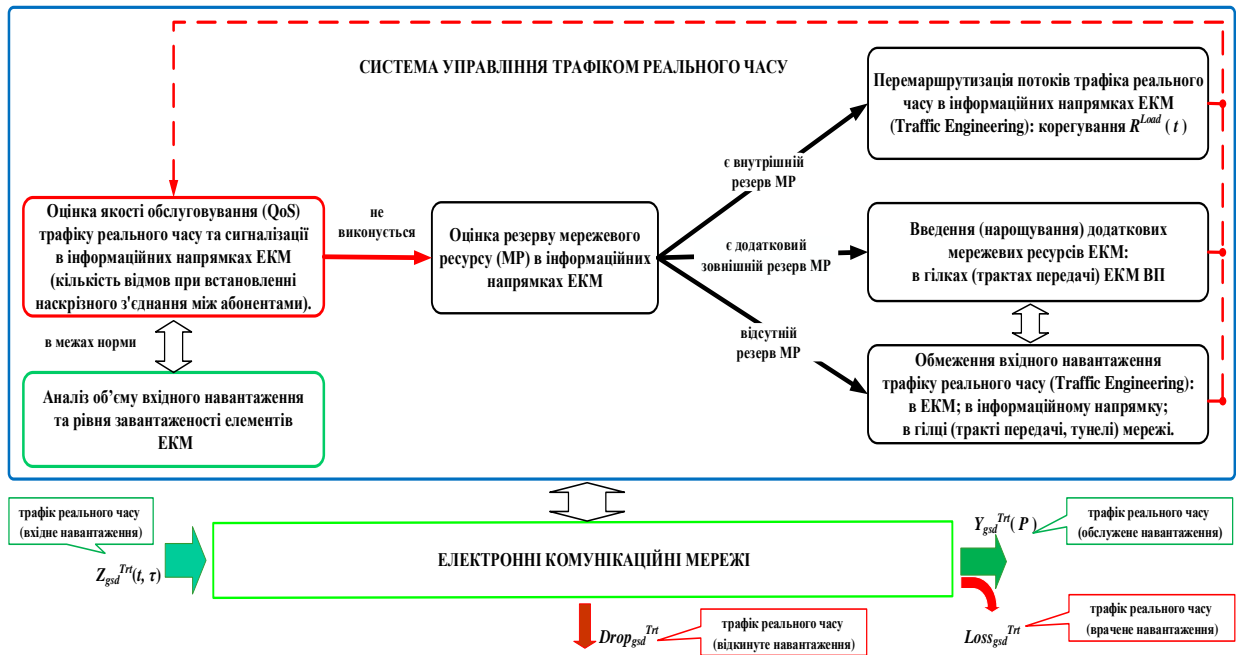 СИСТЕМА УПРАВЛІННЯ ТРАФІКОМ РЕАЛЬНОГО ЧАСУ
Перемаршрутизація потоків трафіка реального
часу в інформаційних напрямках ЕКМ
(Traffic Engineering): корегування R^Load ( t )
є внутрішній
резерв МР
Оцінка якості обслуговування (QoS)
трафіку реального часу та сигналізації
в інформаційних напрямках ЕКМ
(кількість відмов при встановленні
наскрізного з'єднання між абонентами).
не
виконується
Оцінка резерву мережевого
ресурсу (МР) в інформаційних
напрямках ЕКМ
є додатковий
зовнішній резерв МР
Введення (нарощування) додаткових
мережевих ресурсів ЕКМ:
в гілках (трактах передачі) ЕКМ ВП
в межах норми
відсутній
резерв МР
Аналіз об’єму вхідного навантаження
та рівня завантаженості елементів
ЕКМ
Обмеження вхідного навантаження
трафіку реального часу (Traffic Engineering):
в ЕКМ; в інформаційному напрямку;
в гілці (тракті передачі, тунелі) мережі.
трафік реального часу
(вхідне навантаження)
Z_gsd^Trt(t, τ)
ЕЛЕКТРОННІ КОМУНІКАЦІЙНІ МЕРЕЖІ
Y_gsd^Trt( P )
трафік реального часу
(обслужене навантаження)
Drop_gsd^Trt
трафік реального часу
(відкинуте навантаження)
Loss_gsd^Trt
трафік реального часу
(врачене навантаження)